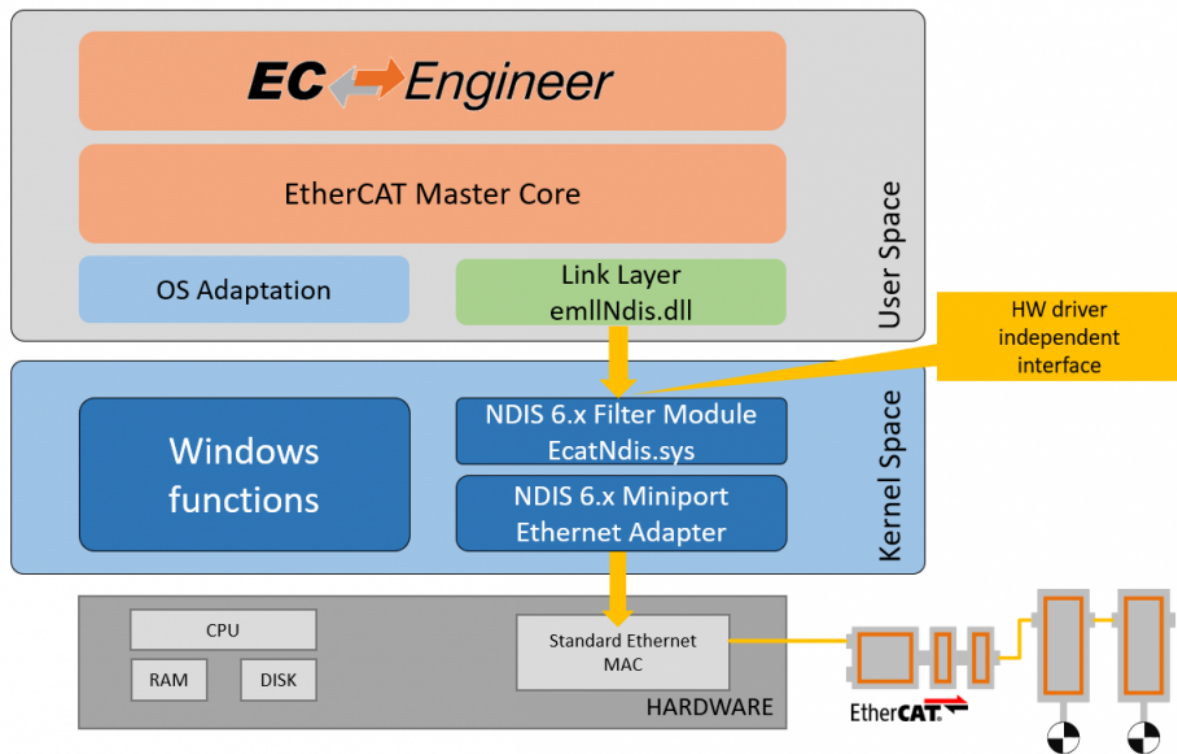 EC Engineer
EtherCAT Master Core
OS Adaptation
Link Layer
emllNdis.dll
User Space
HW driver
independent
interface
Windows
functions
NDIS 6.x Filter Module
EcatNdis.sys
NDIS 6.x Miniport
Ethernet Adapter
Kernel Space
CPU
RAM
DISK
Standard Ethernet
MAC
HARDWARE
EtherCAT®